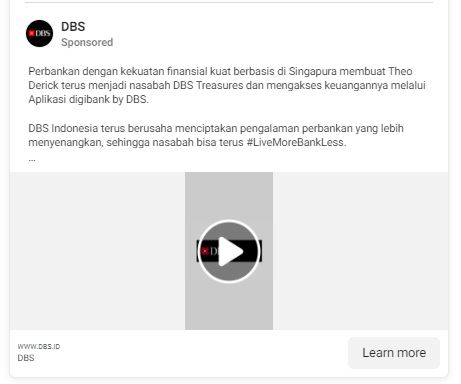 DBS
DBS
Sponsored
Perbankan dengan kekuatan finansial kuat berbasis di Singapura membuat Theo
Derick terus menjadi nasabah DBS Treasures dan mengakses keuangannya melalui
Aplikasi digibank by DBS.
DBS Indonesia terus berusaha menciptakan pengalaman perbankan yang lebih
menyenangkan, sehingga nasabah bisa terus #LiveMoreBankLess.
...
WWW.DBS.ID
DBS
Learn more